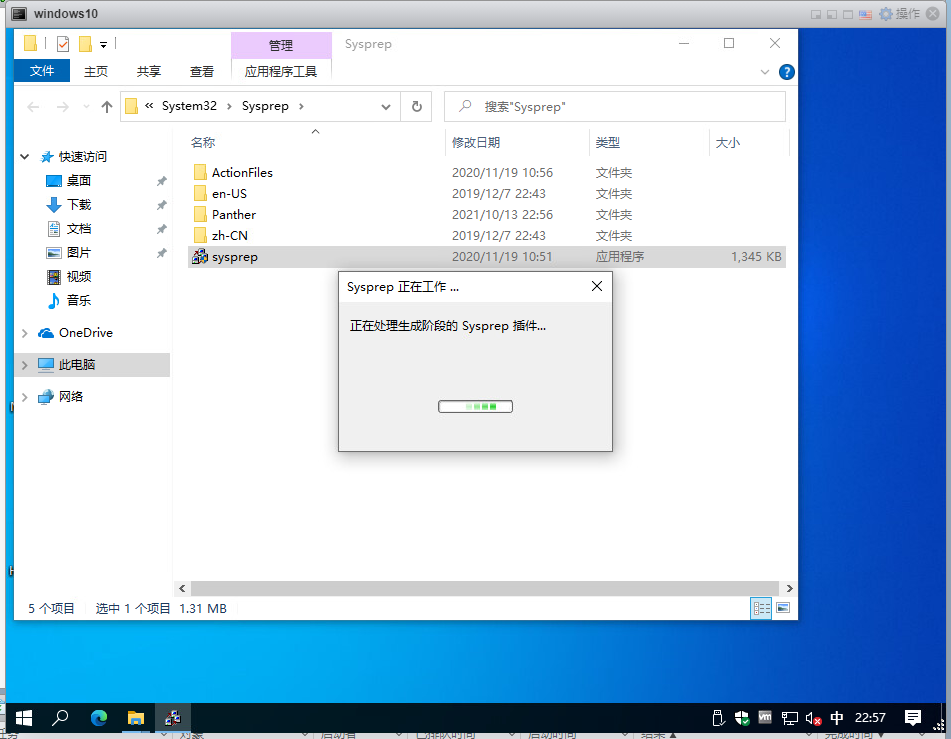 windows10
操作
管理
Sysprep
文件
主页
共享
查看
应用程序工具
« System32 › Sysprep ›
搜索"Sysprep"
名称
修改日期
类型
大小
快速访问
桌面
下载
文档
图片
视频
音乐
OneDrive
此电脑
网络
ActionFiles 2020/11/19 10:56 文件夹
en-US 2019/12/7 22:43 文件夹
Panther 2021/10/13 22:56 文件夹
zh-CN 2019/12/7 22:43 文件夹
sysprep 2020/11/19 10:51 应用程序 1,345 KB
Sysprep 正在工作 ...
正在处理生成阶段的 Sysprep 插件...
5 个项目
选中 1 个项目 1.31 MB
vm
中
22:57